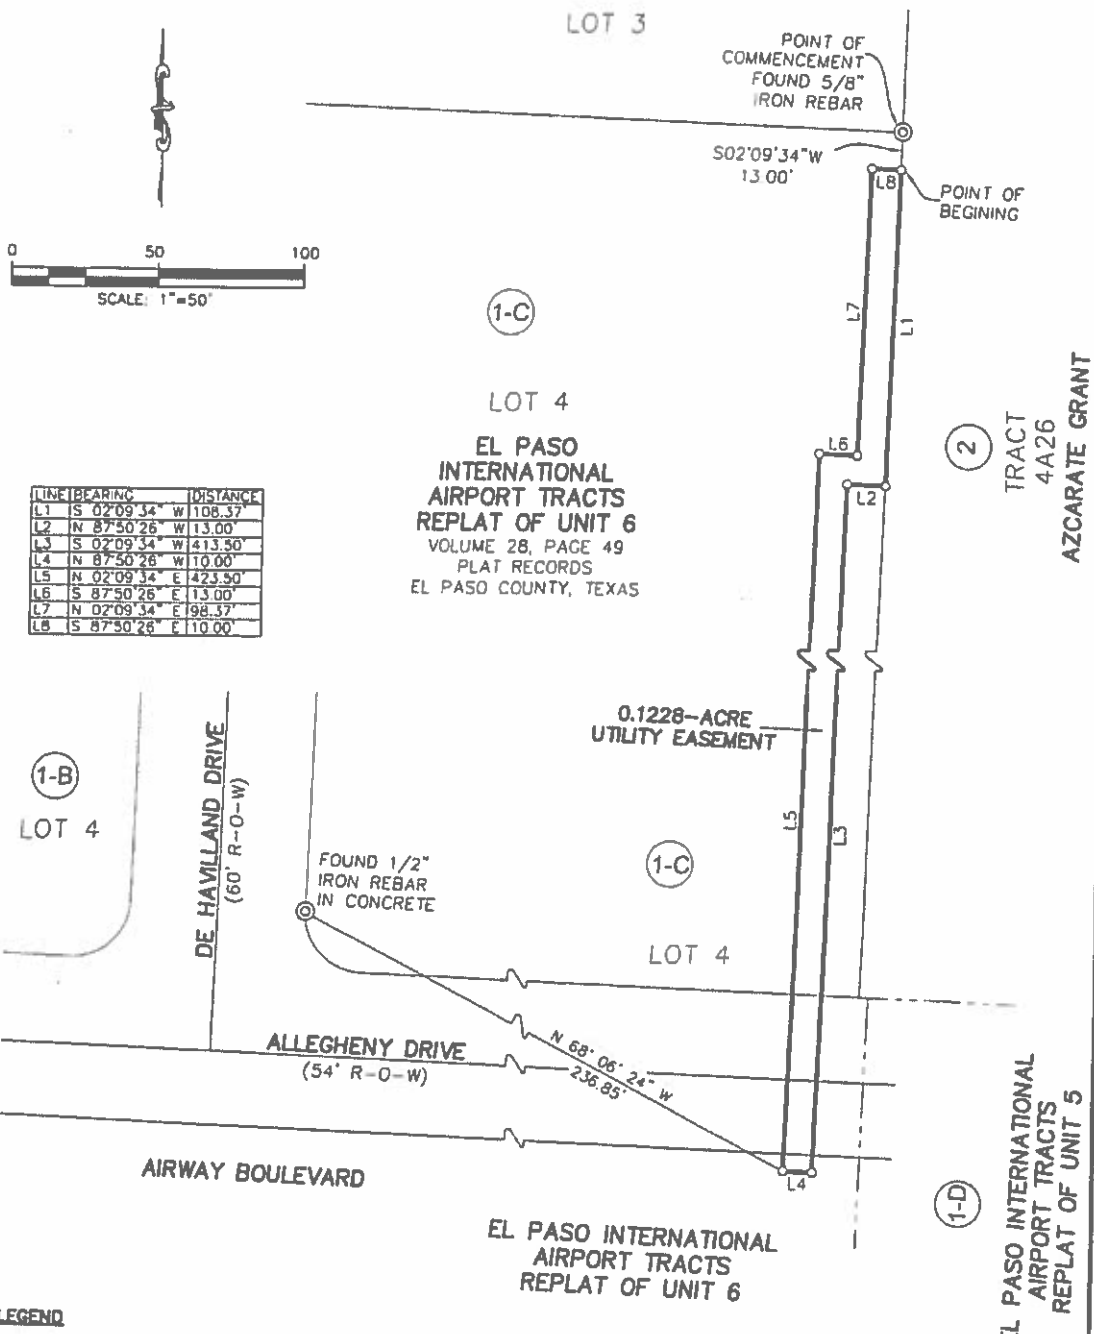 LOT 3
POINT OF
COMMENCEMENT
FOUND 5/8"
IRON REBAR
S02°09'34"W
13.00'
L8
POINT OF
BEGINING
0 50 100
SCALE: 1"=50'
1-C
L7
L1
LOT 4
EL PASO
INTERNATIONAL
AIRPORT TRACTS
REPLAT OF UNIT 6
VOLUME 28, PAGE 49
PLAT RECORDS
EL PASO COUNTY, TEXAS
L6
L2
2
TRACT
4A26
AZCARATE GRANT
LINE BEARING DISTANCE
L1 S 02°09'34" W 108.37'
L2 N 87°50'26" W 13.00'
L3 S 02°09'34" W 413.50'
L4 N 87°50'26" W 10.00'
L5 N 02°09'34" E 423.50'
L6 S 87°50'26" E 13.00'
L7 N 02°09'34" E 98.37'
L8 S 87°50'26" E 10.00'
0.1228-ACRE
UTILITY EASEMENT
1-B
LOT 4
DE HAVILLAND DRIVE
(60' R-O-W)
L5
L3
FOUND 1/2"
IRON REBAR
IN CONCRETE
1-C
LOT 4
ALLEGHENY DRIVE
(54' R-O-W)
N 68° 06' 24" W
236.85'
AIRWAY BOULEVARD
L4
1-D
EL PASO INTERNATIONAL
AIRPORT TRACTS
REPLAT OF UNIT 5
EL PASO INTERNATIONAL
AIRPORT TRACTS
REPLAT OF UNIT 6
LEGEND